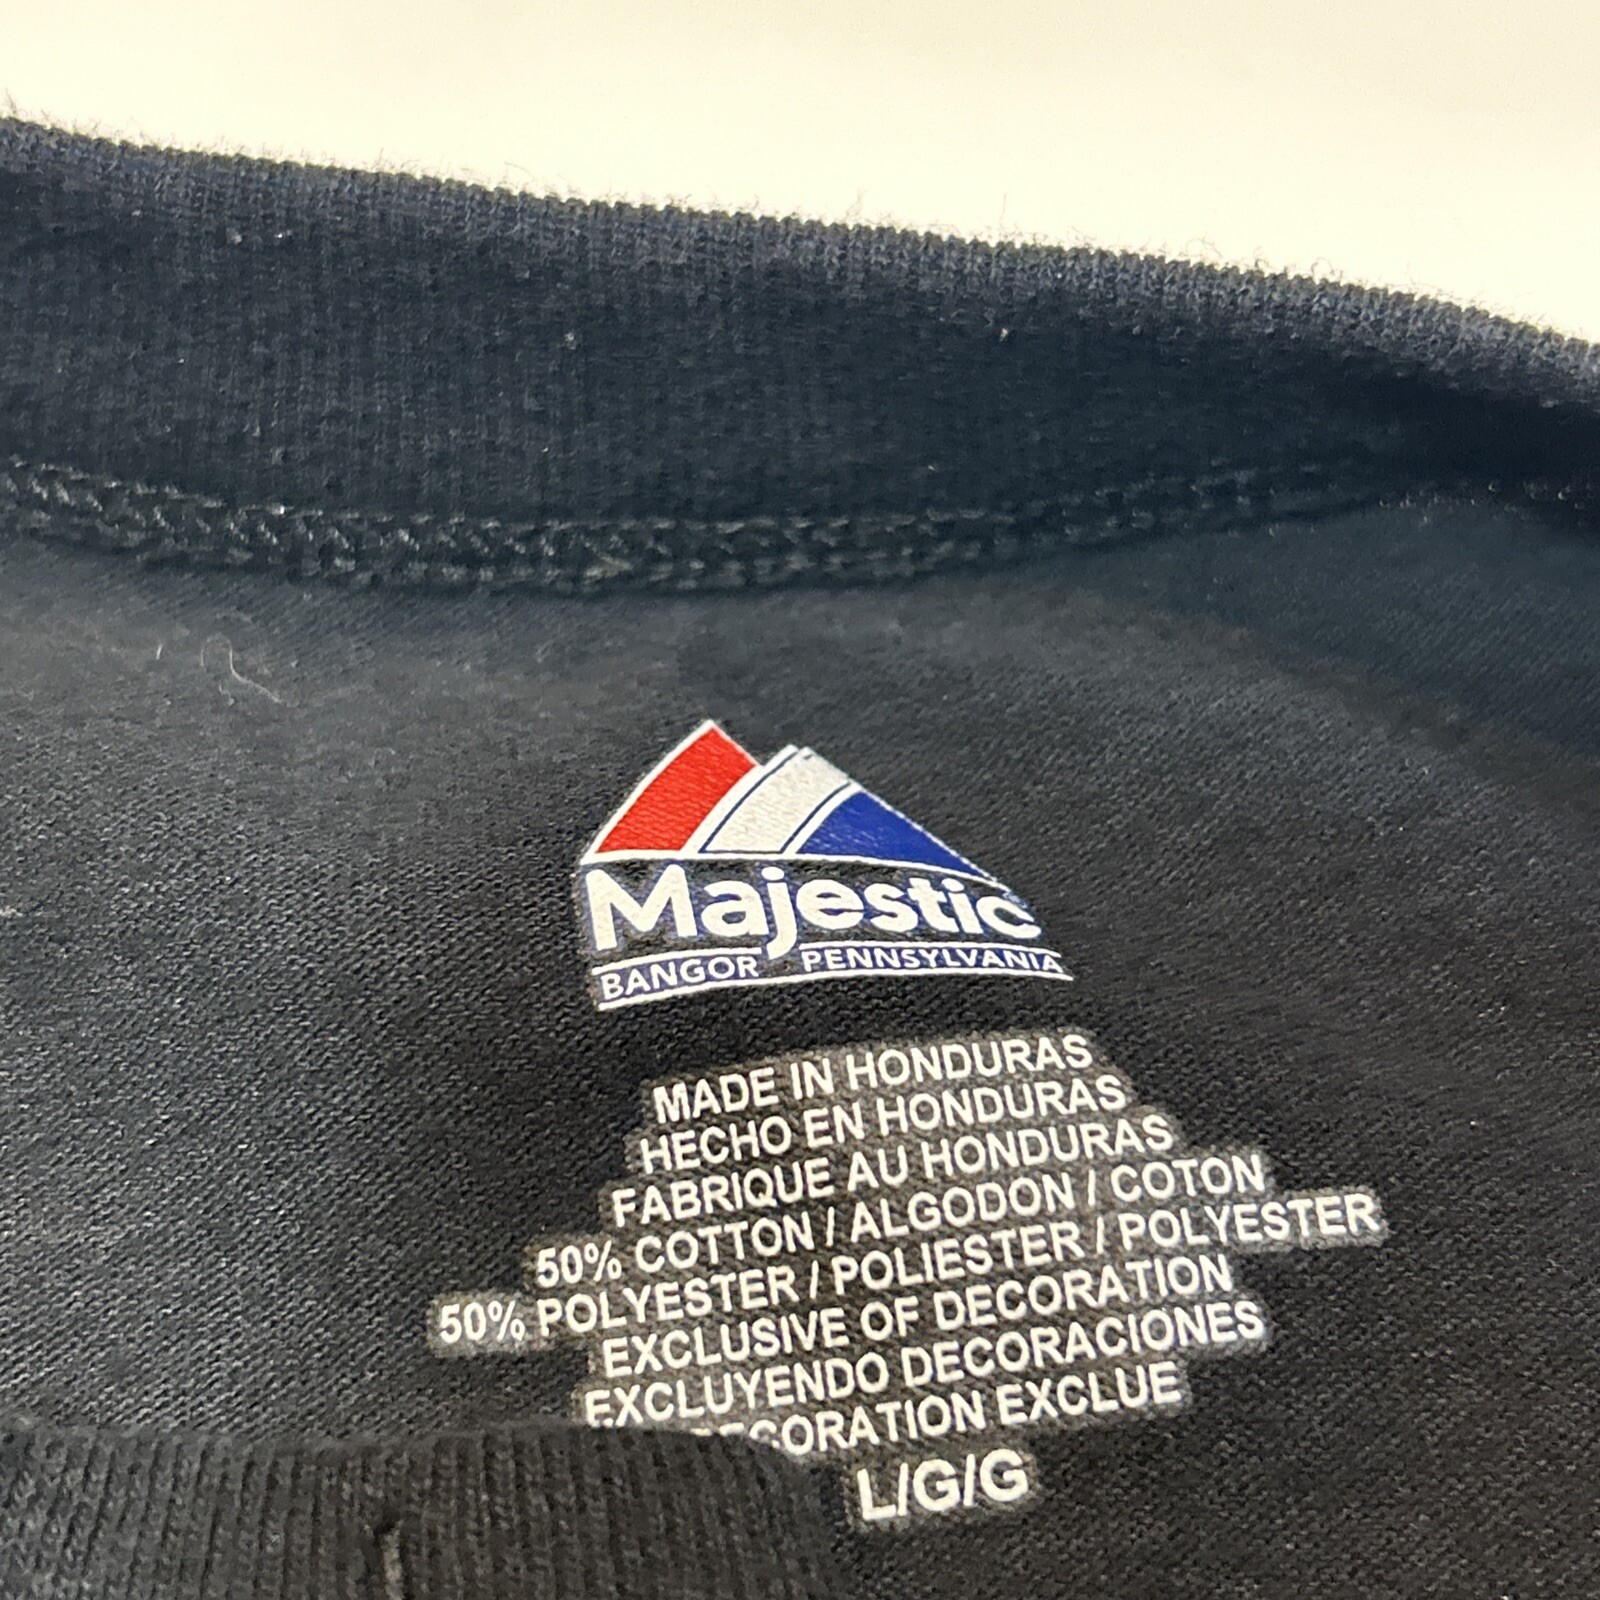 Majestic
BANGOR PENNSYLVANIA
MADE IN HONDURAS
HECHO EN HONDURAS
FABRIQUE AU HONDURAS
50% COTTON / ALGODON / COTON
50% POLYESTER / POLIESTER / POLYESTER
EXCLUSIVE OF DECORATION
EXCLUYENDO DECORACIONES
DECORATION EXCLUE
L/G/G